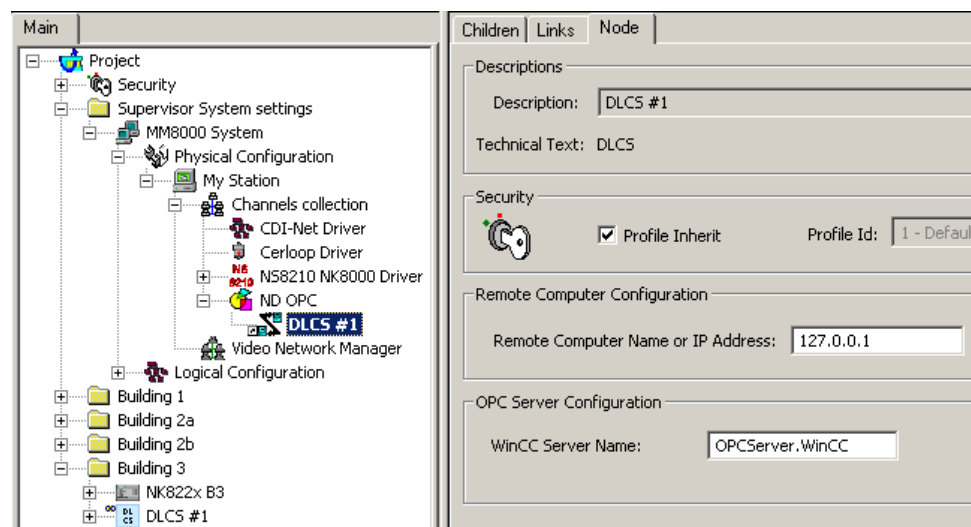 Main
Project
Security
Supervisor System settings
MM8000 System
Physical Configuration
My Station
Channels collection
CDI-Net Driver
Cerloop Driver
NS8210 NK8000 Driver
ND OPC
DLCS #1
Video Network Manager
Logical Configuration
Building 1
Building 2a
Building 2b
Building 3
NK822x B3
DL
CS
DLCS #1
Children Links Node
Descriptions
Description: DLCS #1
Technical Text: DLCS
Security
Profile Inherit Profile Id: 1 - Defaul
Remote Computer Configuration
Remote Computer Name or IP Address: 127.0.0.1
OPC Server Configuration
WinCC Server Name: OPCServer.WinCC